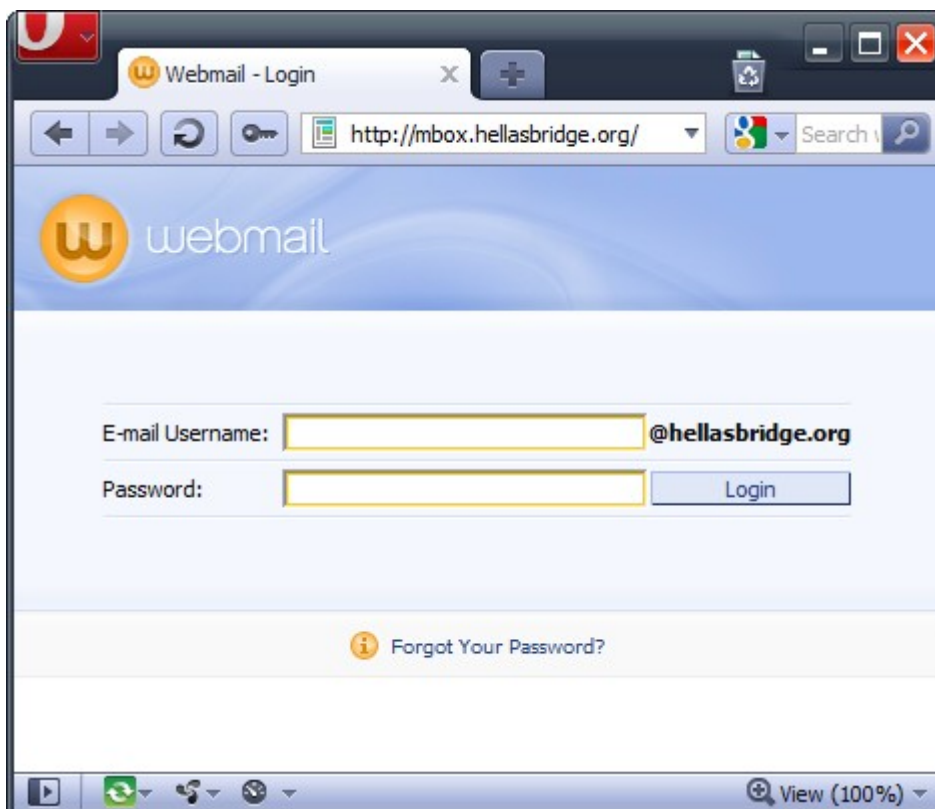 Webmail - Login
http://mbox.hellasbridge.org/
Search
webmail
E-mail Username: @hellasbridge.org
Password: Login
Forgot Your Password?
View (100%)